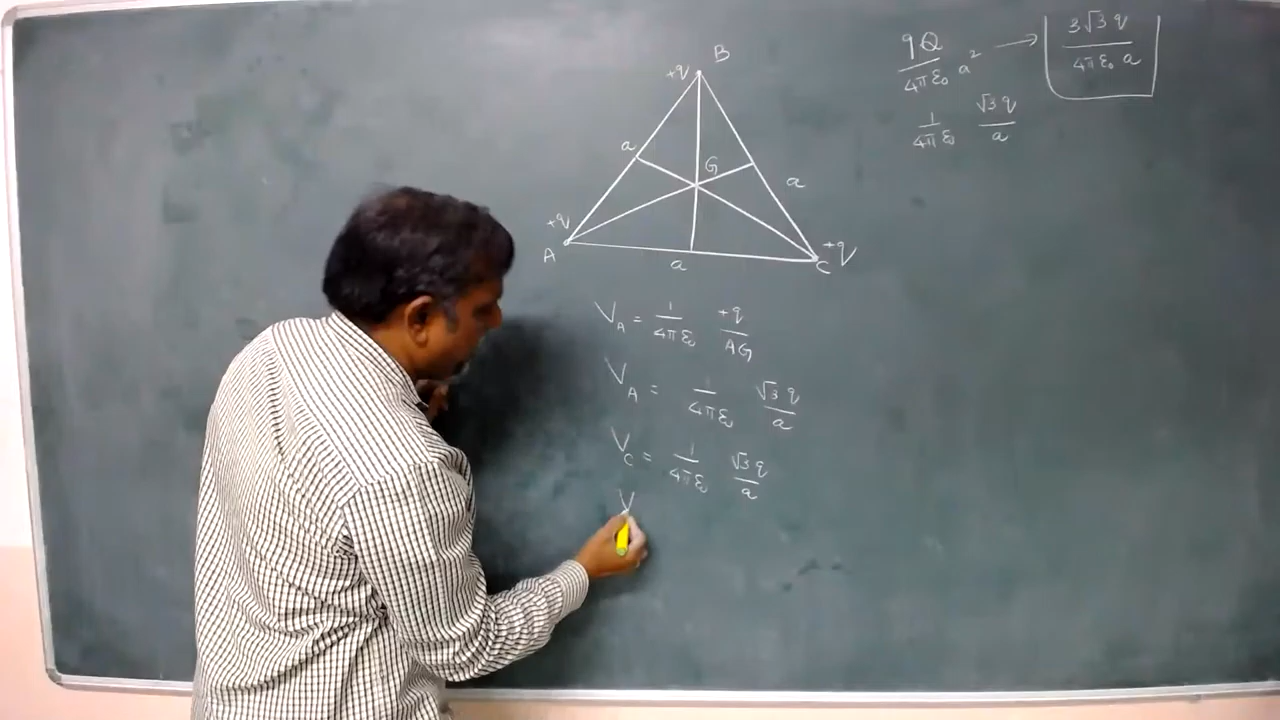 B
+q
a
G
a
+q
A
a
C
+q
V_A = 1/4πε₀ +q/AG
V_A = 1/4πε₀ √3 q/a
V_C = 1/4πε₀ √3 q/a
V
qQ/4πε₀ a² → 3√3 q/4πε₀ a
1/4πε₀ √3 q/a